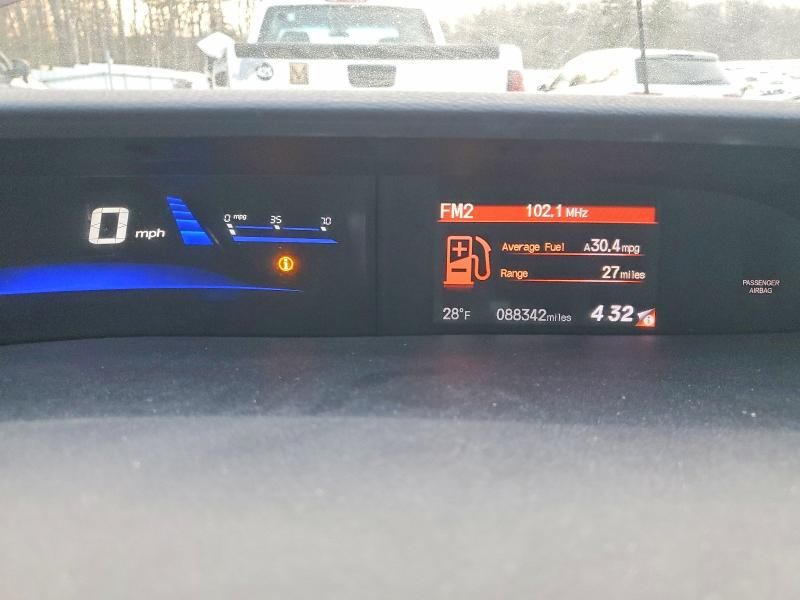 0 mph
0 mpg 35 70
FM2 102.1 MHz
Average Fuel A30.4mpg
Range 27miles
28°F 088342miles 4 32
PASSENGER
AIRBAG